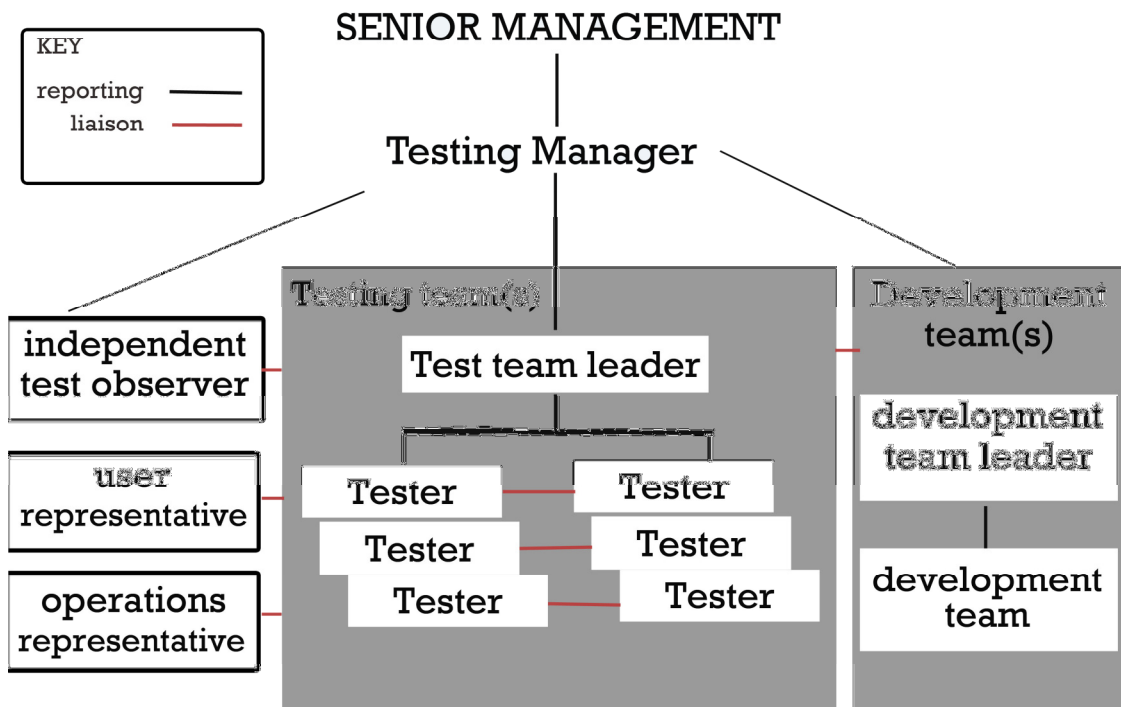 SENIOR MANAGEMENT
KEY
reporting
liaison
Testing Manager
Testing team(s)
Development
team(s)
independent
test observer
Test team leader
development
team leader
user
representative
Tester
Tester
Tester
Tester
Tester
Tester
operations
representative
development
team